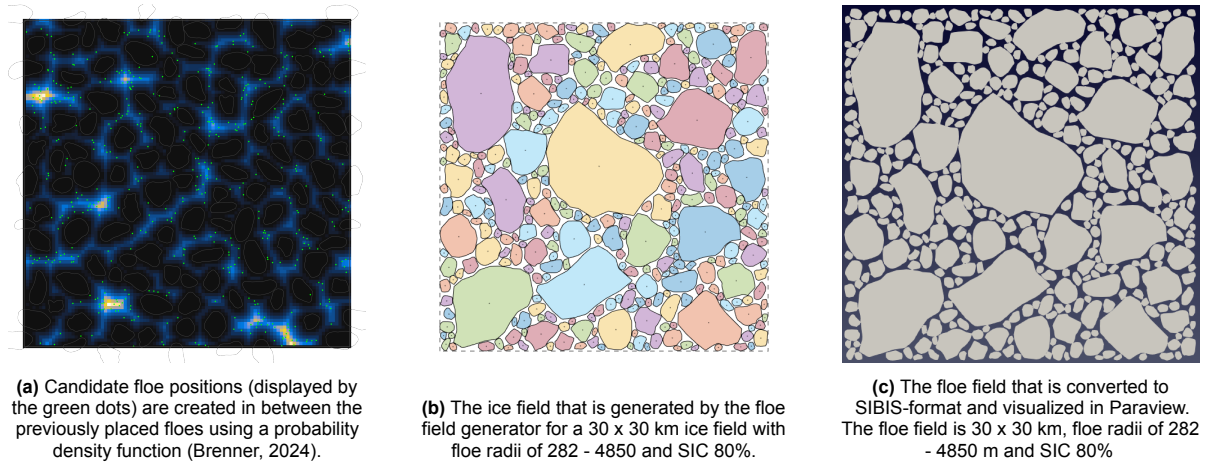 (a) Candidate floe positions (displayed by
the green dots) are created in between the
previously placed floes using a probability
density function (Brenner, 2024).
(b) The ice field that is generated by the floe
field generator for a 30 x 30 km ice field with
floe radii of 282 - 4850 and SIC 80%.
(c) The floe field that is converted to
SIBIS-format and visualized in Paraview.
The floe field is 30 x 30 km, floe radii of 282
- 4850 m and SIC 80%